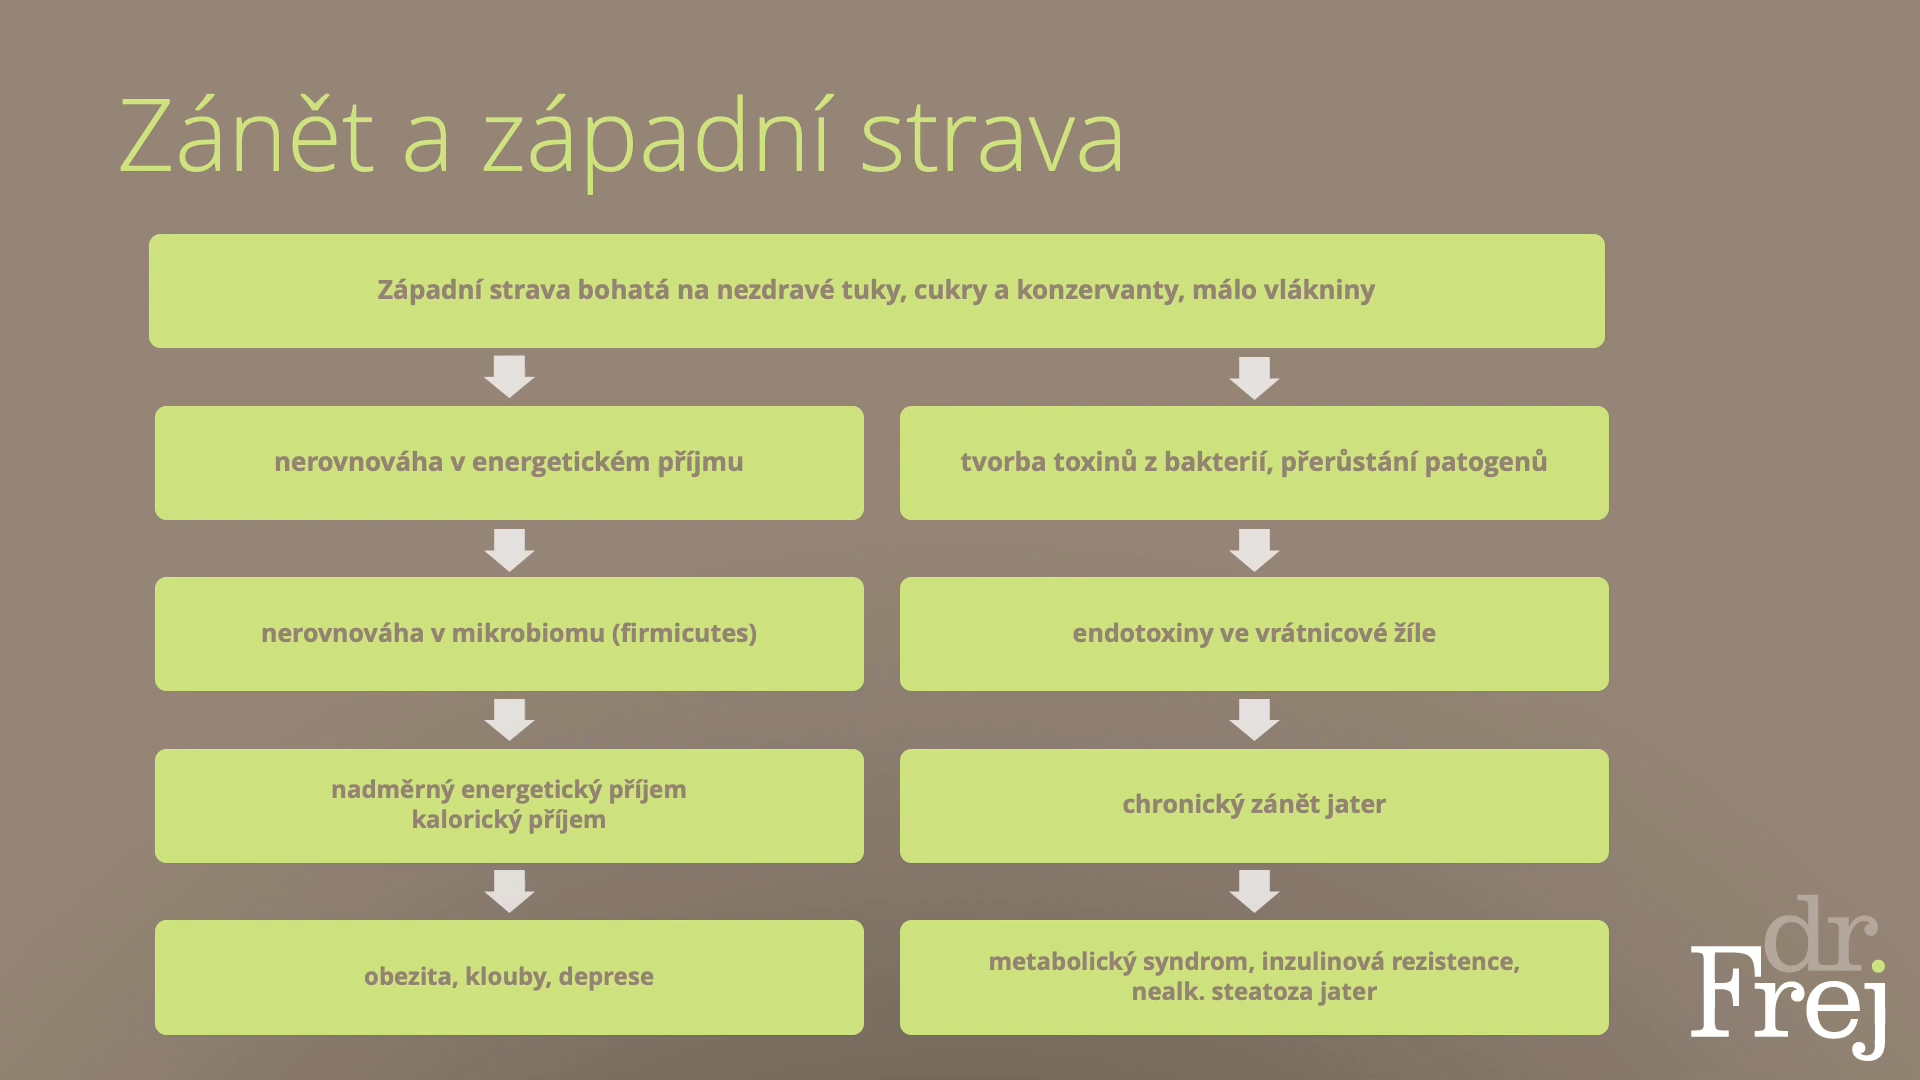 Zánět a západní strava
Západní strava bohatá na nezdravé tuky, cukry a konzervanty, málo vlákniny
nerovnováha v energetickém příjmu
tvorba toxinů z bakterií, přerůstání patogenů
nerovnováha v mikrobiomu (firmicutes)
endotoxiny ve vrátnicové žíle
nadměrný energetický příjem
kalorický příjem
chronický zánět jater
obezita, klouby, deprese
metabolický syndrom, inzulinová rezistence,
nealk. steatoza jater
dr.
Frej